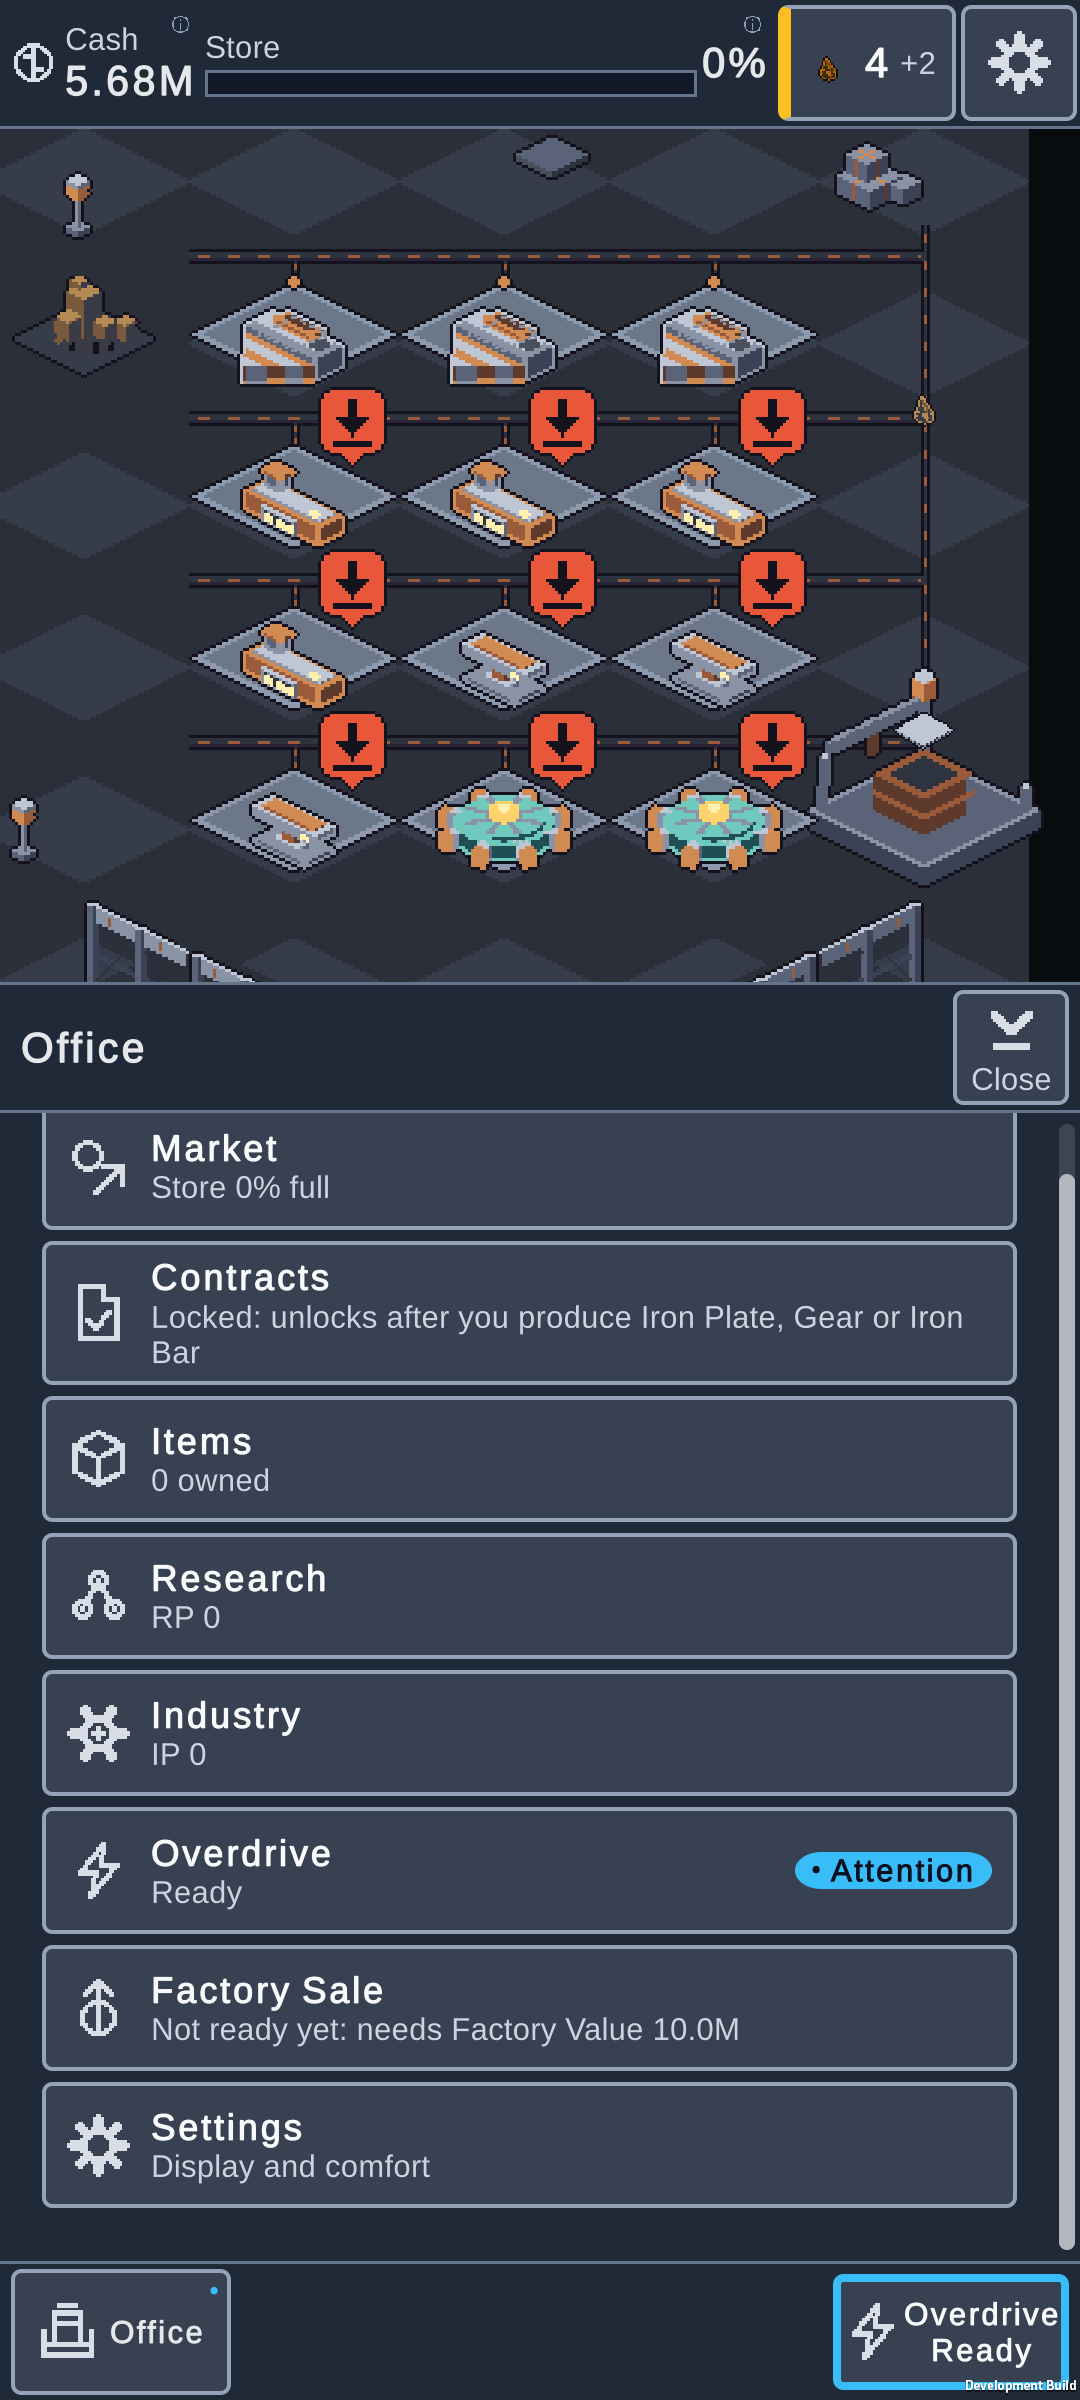 Cash
5.68M
Store
0%
4 +2
Office
Close
Market
Store 0% full
Contracts
Locked: unlocks after you produce Iron Plate, Gear or Iron
Bar
Items
0 owned
Research
RP 0
Industry
IP 0
Overdrive
Ready
• Attention
Factory Sale
Not ready yet: needs Factory Value 10.0M
Settings
Display and comfort
Office
Overdrive
Ready
Development Build